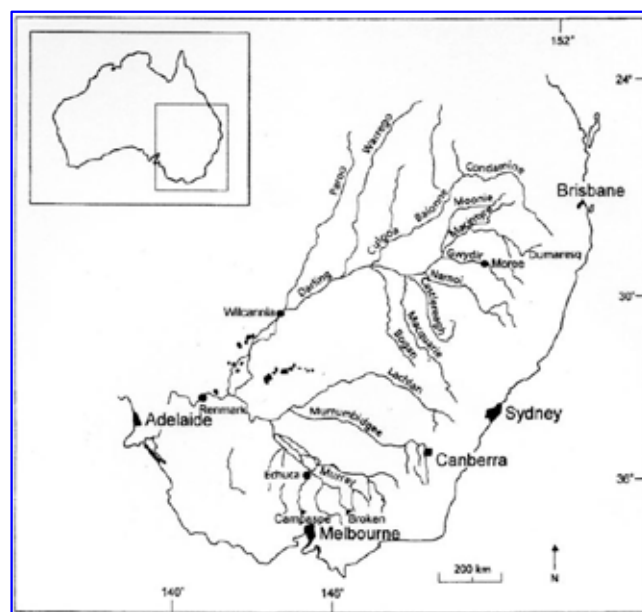 152°
24°
Warrego
Paroo
Condamine
Brisbane
Moonie
Balonne
Culgoa
Macintyre
Dumaresq
Gwydir
Moree
Namoi
Darling
30°
Castlereagh
Wilcannia
Macquarie
Bogan
Lachlan
Renmark
Sydney
Adelaide
Murrumbidgee
Canberra
Echuca
Murray
36°
Campaspe
Broken
Melbourne
200 km
N
140°
140°